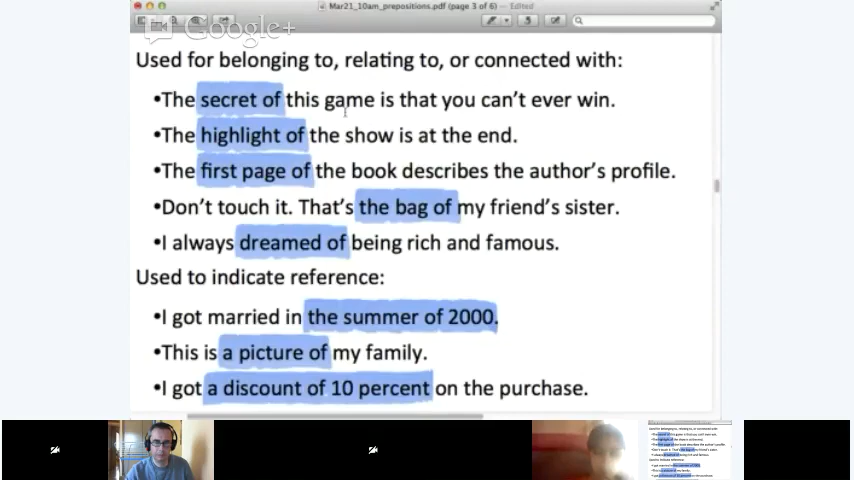 Mar21_10am_prepositions.pdf (page 3 of 6) — Edited
Google+
Used for belonging to, relating to, or connected with:
•The secret of this game is that you can't ever win.
•The highlight of the show is at the end.
•The first page of the book describes the author's profile.
•Don't touch it. That's the bag of my friend's sister.
•I always dreamed of being rich and famous.
Used to indicate reference:
•I got married in the summer of 2000.
•This is a picture of my family.
•I got a discount of 10 percent on the purchase.